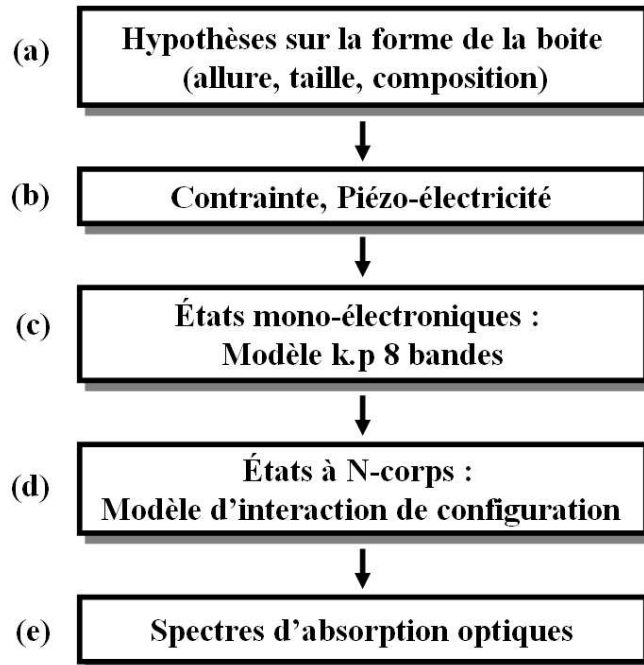 (a)
Hypothèses sur la forme de la boite
(allure, taille, composition)
(b)
Contrainte, Piézo-électricité
(c)
États mono-électroniques :
Modèle k.p 8 bandes
(d)
États à N-corps :
Modèle d’interaction de configuration
(e)
Spectres d’absorption optiques